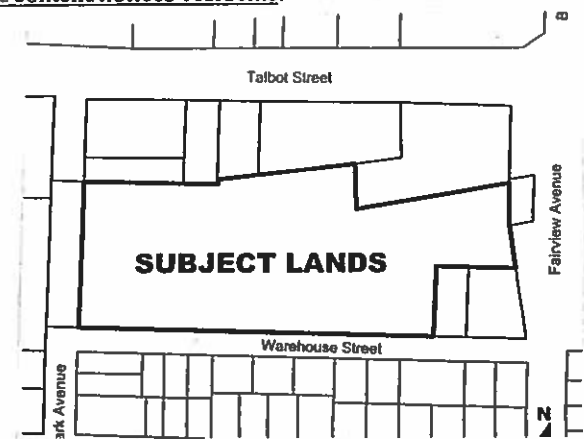 Talbot Street
Fairview Avenue
SUBJECT LANDS
Warehouse Street
ark Avenue
N